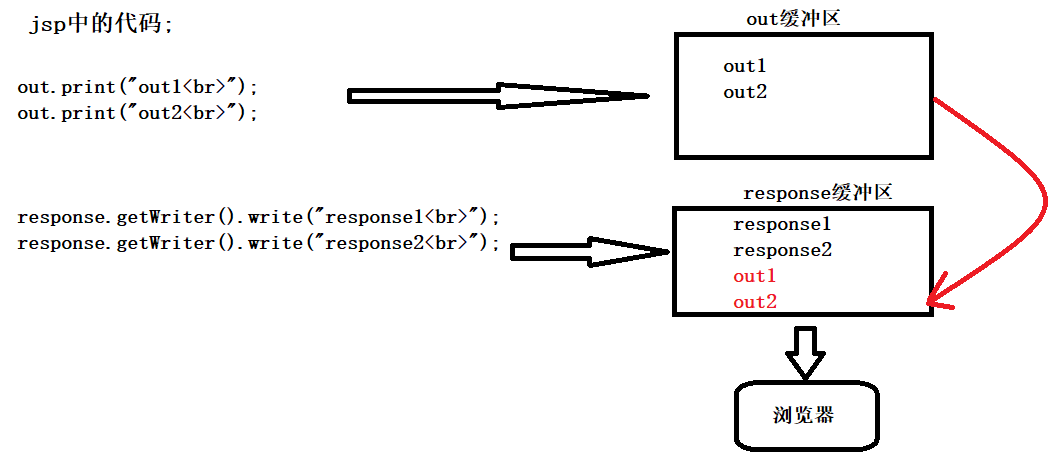 jsp中的代码;
out缓冲区
out.print("out1<br>");
out.print("out2<br>");
out1
out2
response缓冲区
response.getWriter().write("response1<br>");
response.getWriter().write("response2<br>");
response1
response2
out1
out2
浏览器